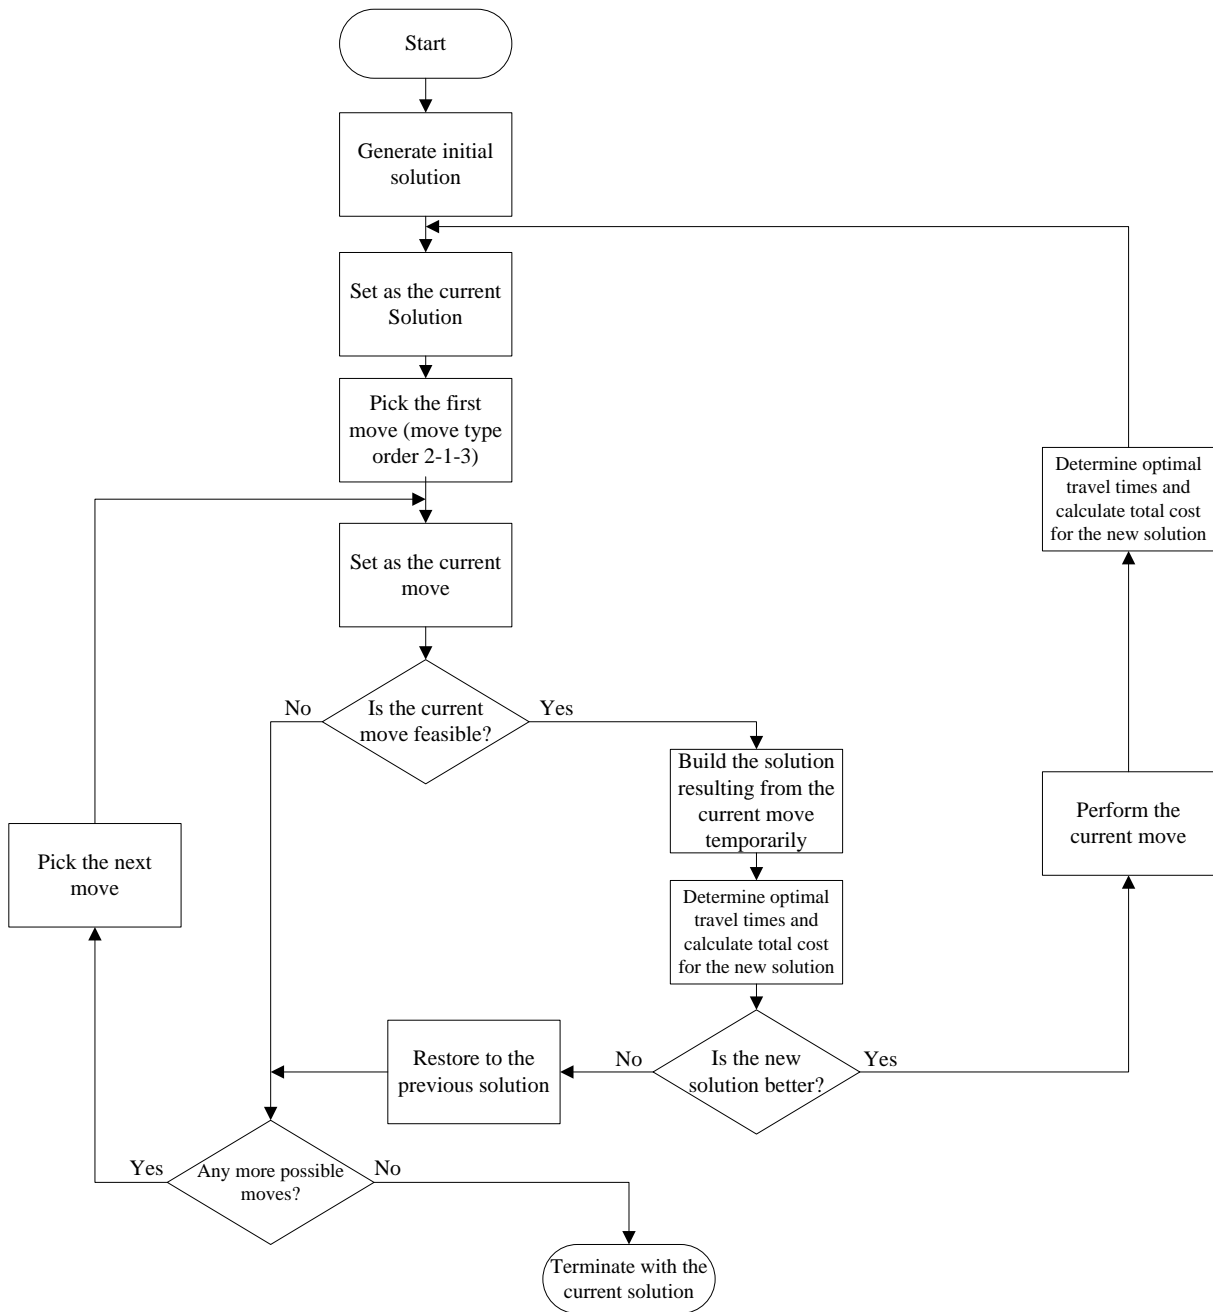 Start
Generate initial
solution
Set as the current
Solution
Pick the first
move (move type
order 2-1-3)
Determine optimal
travel times and
calculate total cost
for the new solution
Set as the current
move
No
Is the current
move feasible?
Yes
Build the solution
resulting from the
current move
temporarily
Perform the
current move
Pick the next
move
Determine optimal
travel times and
calculate total cost
for the new solution
Restore to the
previous solution
No
Is the new
solution better?
Yes
Yes
Any more possible
moves?
No
Terminate with the
current solution